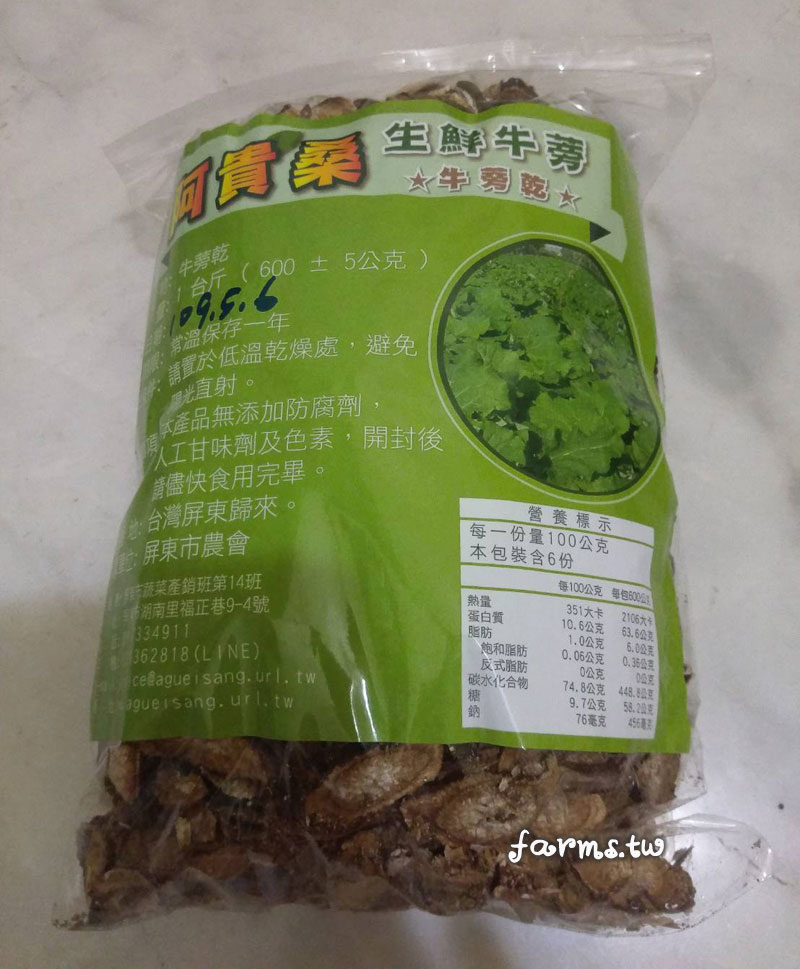 阿貴桑
生鮮牛蒡
★牛蒡乾★
牛蒡乾
1台斤（600 ± 5公克）
109.5.6
常溫保存一年
請置於低溫乾燥處，避免
陽光直射。
本產品無添加防腐劑，
人工甘味劑及色素，開封後
請儘快食用完畢。
地:台灣屏東歸來。
位:屏東市農會
蔬菜產銷班第14班
湖南里福正巷9-4號
334911
362818(LINE)
ce@agueisang.url.tw
agueisang.url.tw
營養標示
每一份量100公克
本包裝含6份
每100公克 每包600公克
熱量 351大卡 2106大卡
蛋白質 10.6公克 63.6公克
脂肪 1.0公克 6.0公克
飽和脂肪 0.06公克 0.36公克
反式脂肪 0公克 0公克
碳水化合物 74.8公克 448.8公克
糖 9.7公克 58.2公克
鈉 76毫克 456毫克
farms.tw